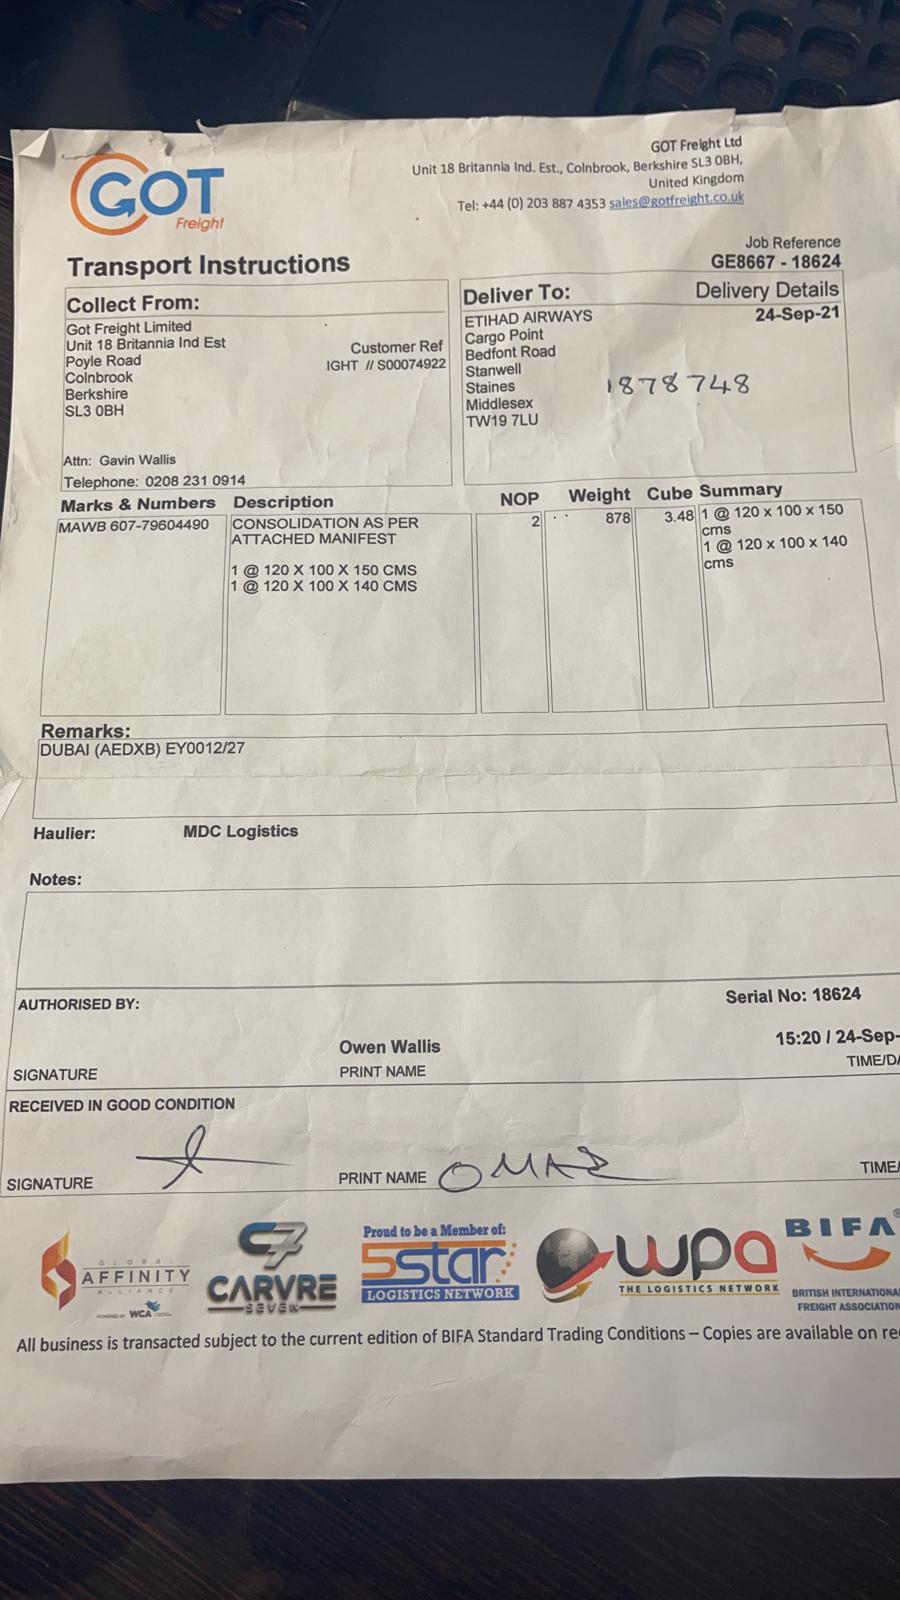 GOT
Freight
GOT Freight Ltd
Unit 18 Britannia Ind. Est., Colnbrook, Berkshire SL3 0BH,
United Kingdom
Tel: +44 (0) 203 887 4353 sales@gotfreight.co.uk
Job Reference
GE8667 - 18624
Transport Instructions
Collect From:
Got Freight Limited
Unit 18 Britannia Ind Est
Poyle Road
Colnbrook
Berkshire
SL3 0BH
Customer Ref
IGHT // S00074922
Attn: Gavin Wallis
Telephone: 0208 231 0914
Deliver To:
Delivery Details
24-Sep-21
ETIHAD AIRWAYS
Cargo Point
Bedfont Road
Stanwell
Staines
Middlesex
TW19 7LU
1878748
Marks & Numbers Description NOP Weight Cube Summary
MAWB 607-79604490
CONSOLIDATION AS PER
ATTACHED MANIFEST
1 @ 120 X 100 X 150 CMS
1 @ 120 X 100 X 140 CMS
2
878
3.48
1 @ 120 x 100 x 150
cms
1 @ 120 x 100 x 140
cms
Remarks:
DUBAI (AEDXB) EY0012/27
Haulier: MDC Logistics
Notes:
AUTHORISED BY:
Serial No: 18624
Owen Wallis
15:20 / 24-Sep-
SIGNATURE
PRINT NAME
TIME/DA
RECEIVED IN GOOD CONDITION
SIGNATURE
PRINT NAME OMAR
TIME/
GLOBAL
AFFINITY
ALLIANCE
POWERED BY WCA
C7
CARVRE
SEVEN
Proud to be a Member of:
5star
LOGISTICS NETWORK
wpa
THE LOGISTICS NETWORK
BIFA®
BRITISH INTERNATIONAL
FREIGHT ASSOCIATION
All business is transacted subject to the current edition of BIFA Standard Trading Conditions – Copies are available on re